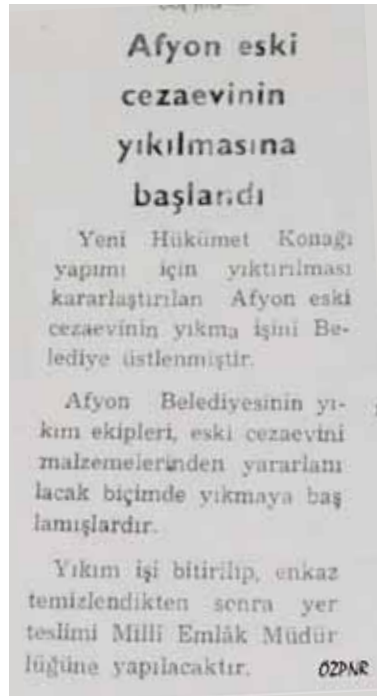 Afyon eski
cezaevinin
yıkılmasına
başlandı
Yeni Hükümet Konağı
yapımı için yıktırılması
kararlaştırılan Afyon eski
cezaevinin yıkma işini Be-
lediye üstlenmiştir.
Afyon Belediyesinin yı-
kım ekipleri, eski cezaevini
malzemelerinden yararlanı
lacak biçimde yıkmaya baş
lamışlardır.
Yıkım işi bitirilip, enkaz
temizlendikten sonra yer
teslimi Milli Emlâk Müdür
lüğüne yapılacaktır. ÖZPNR